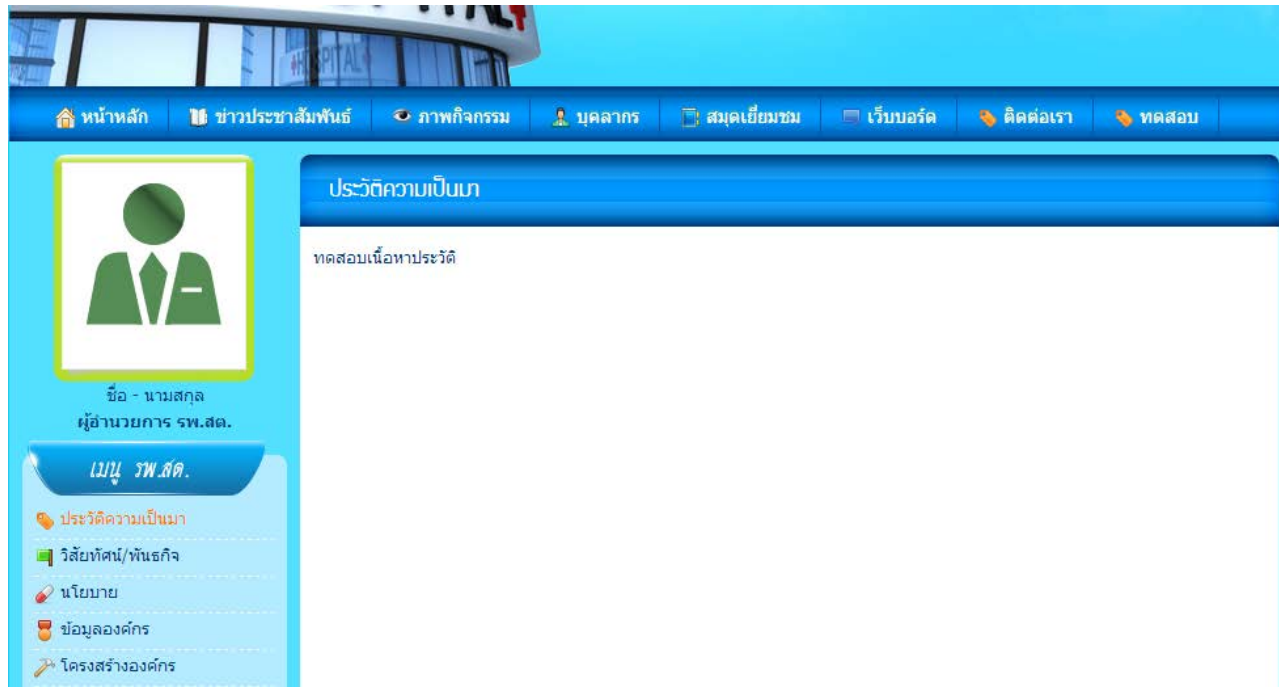 HOSPITAL
หน้าหลัก ข่าวประชาสัมพันธ์ ภาพกิจกรรม บุคลากร สมุดเยี่ยมชม เว็บบอร์ด ติดต่อเรา ทดสอบ
ประวัติความเป็นมา
ทดสอบเนื้อหาประวัติ
ชื่อ - นามสกุล
ผู้อำนวยการ รพ.สต.
เมนู รพ.สต.
ประวัติความเป็นมา
วิสัยทัศน์/พันธกิจ
นโยบาย
ข้อมูลองค์กร
โครงสร้างองค์กร